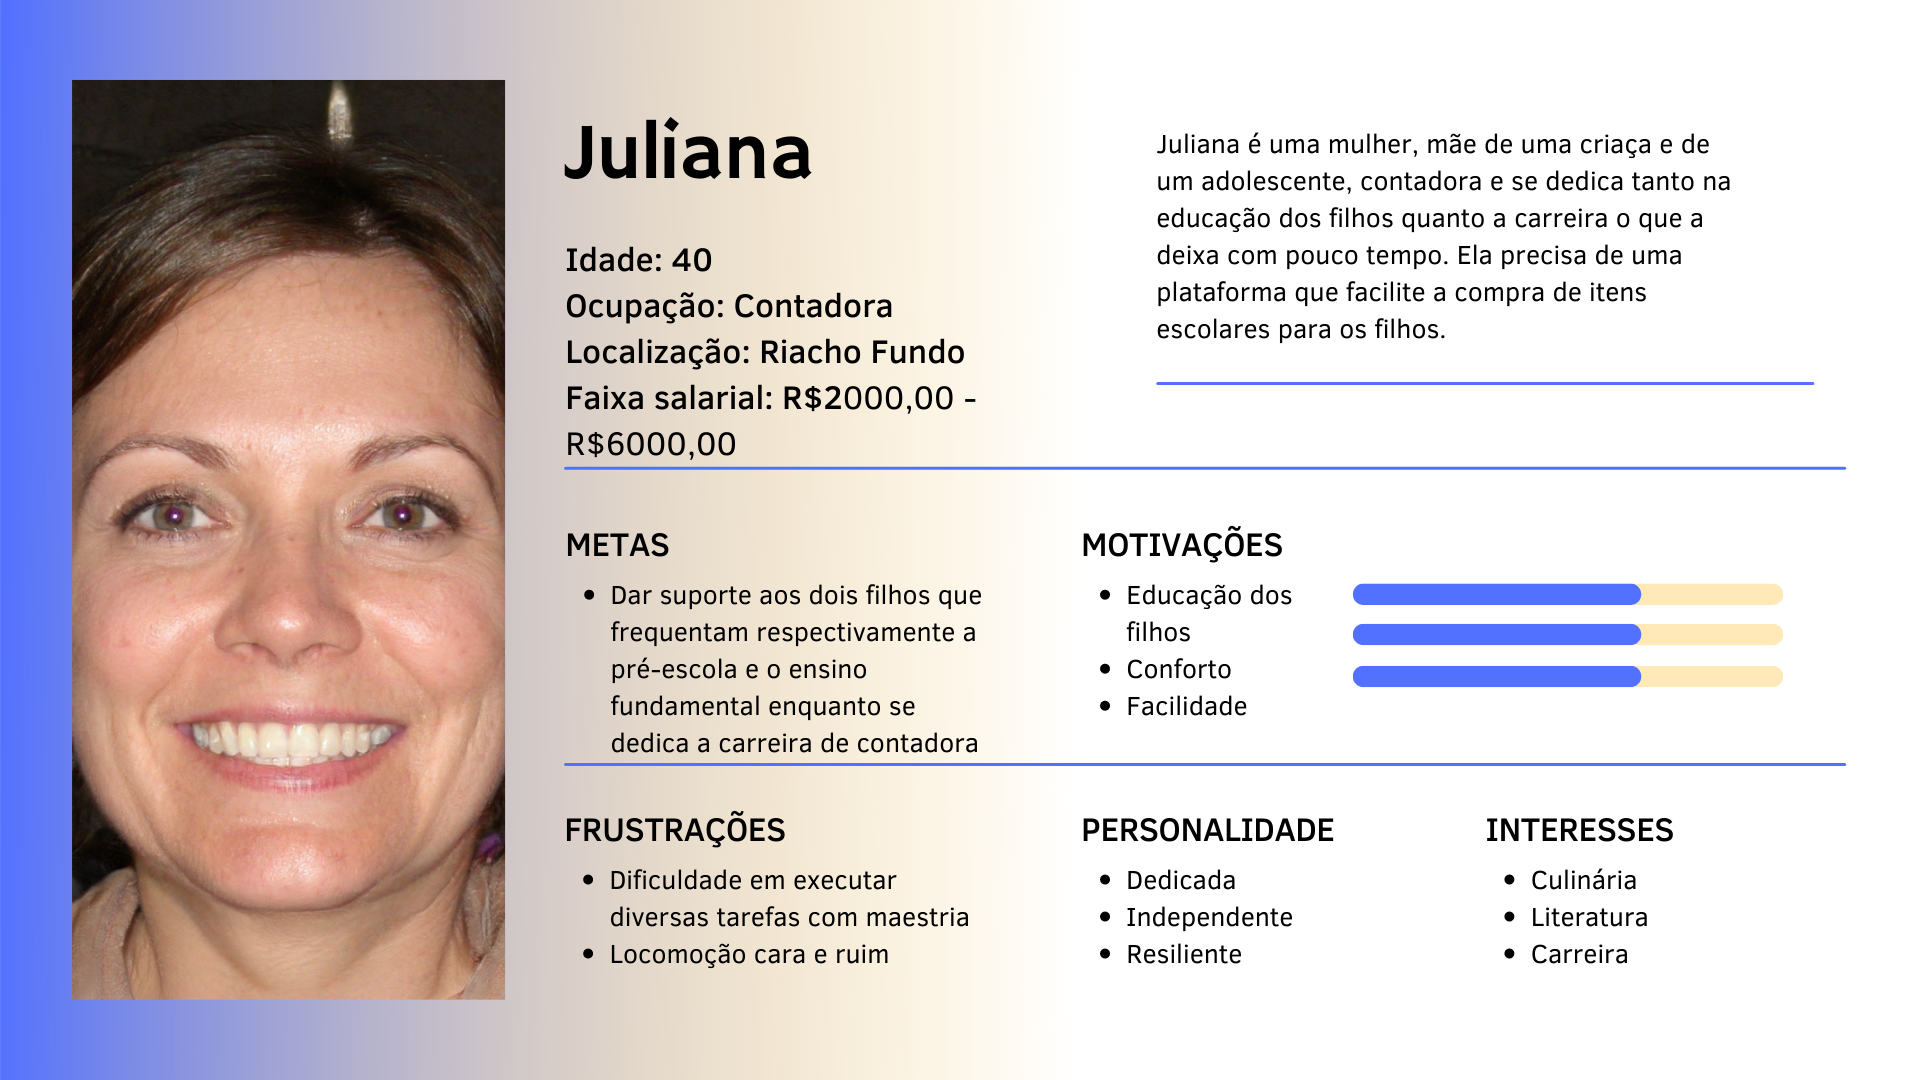 Juliana
Idade: 40
Ocupação: Contadora
Localização: Riacho Fundo
Faixa salarial: R$2000,00 -
R$6000,00
Juliana é uma mulher, mãe de uma criaça e de
um adolescente, contadora e se dedica tanto na
educação dos filhos quanto a carreira o que a
deixa com pouco tempo. Ela precisa de uma
plataforma que facilite a compra de itens
escolares para os filhos.
METAS
• Dar suporte aos dois filhos que
frequentam respectivamente a
pré-escola e o ensino
fundamental enquanto se
dedica a carreira de contadora
MOTIVAÇÕES
• Educação dos
filhos
• Conforto
• Facilidade
FRUSTRAÇÕES
• Dificuldade em executar
diversas tarefas com maestria
• Locomoção cara e ruim
PERSONALIDADE
• Dedicada
• Independente
• Resiliente
INTERESSES
• Culinária
• Literatura
• Carreira